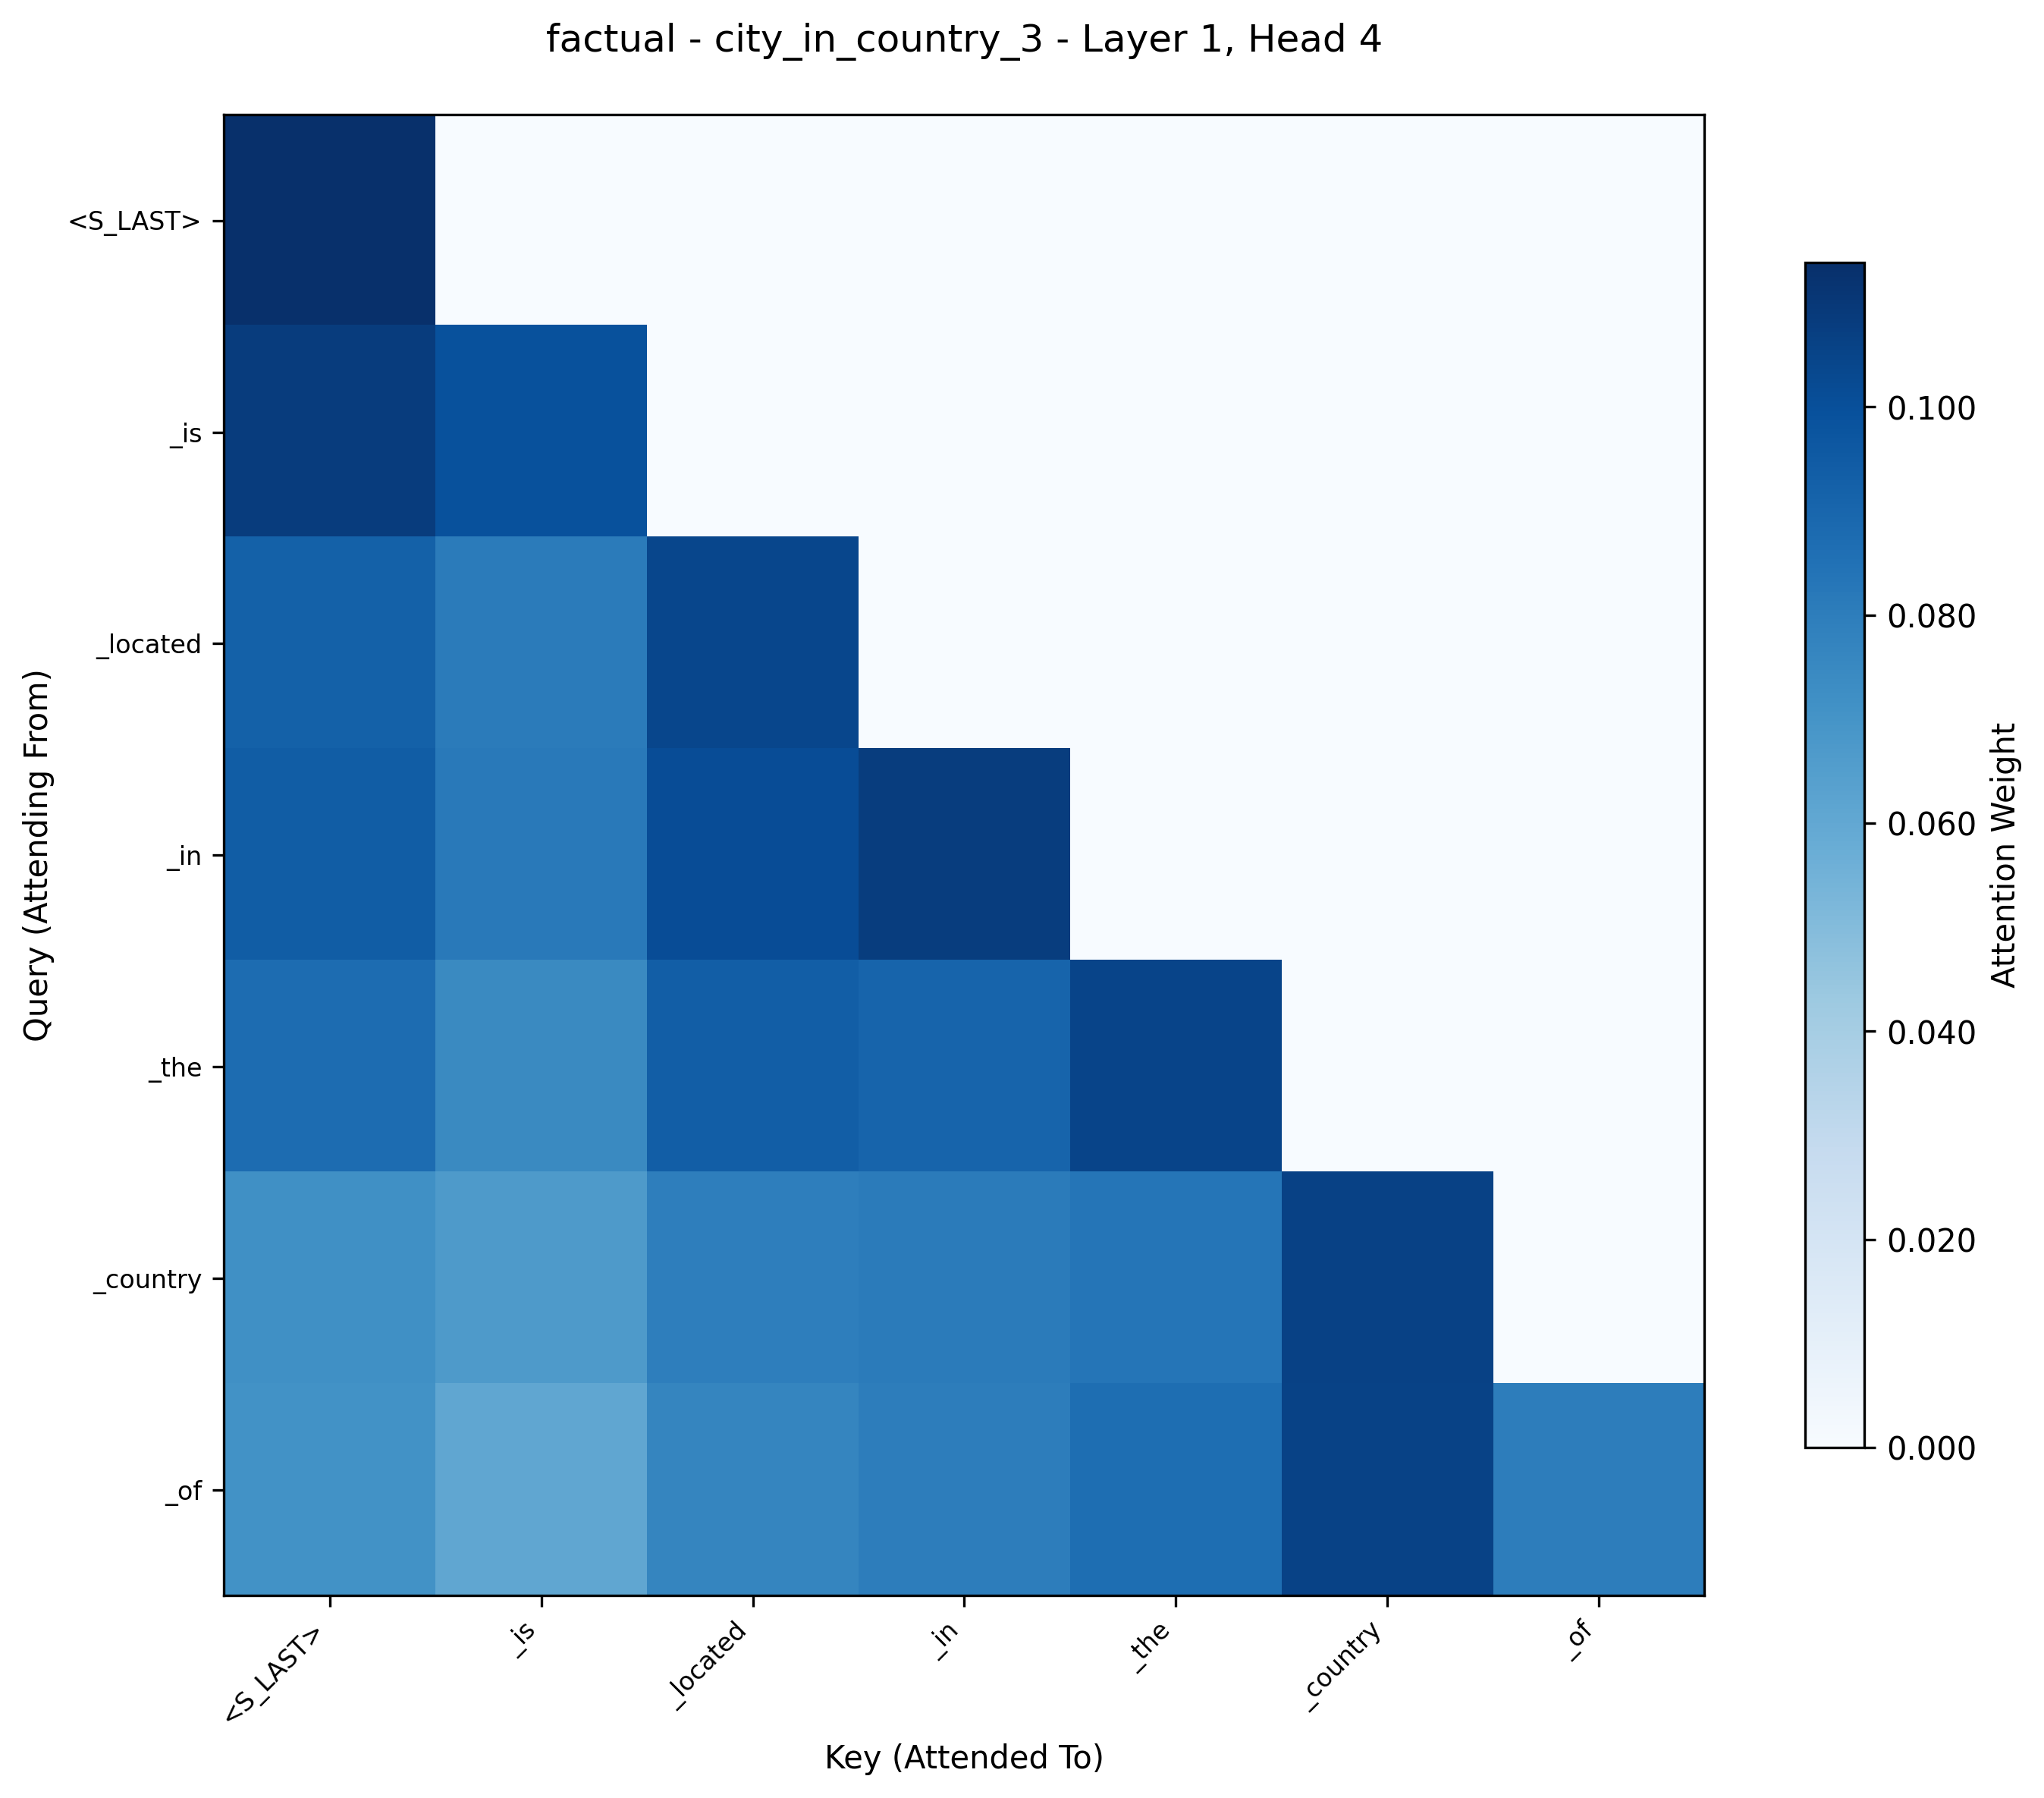 factual - city_in_country_3 - Layer 1, Head 4
Query (Attending From)
<S_LAST>
_is
_located
_in
_the
_country
_of
<S_LAST>
_is
_located
_in
_the
_country
_of
Key (Attended To)
0.100
0.080
0.060
0.040
0.020
0.000
Attention Weight